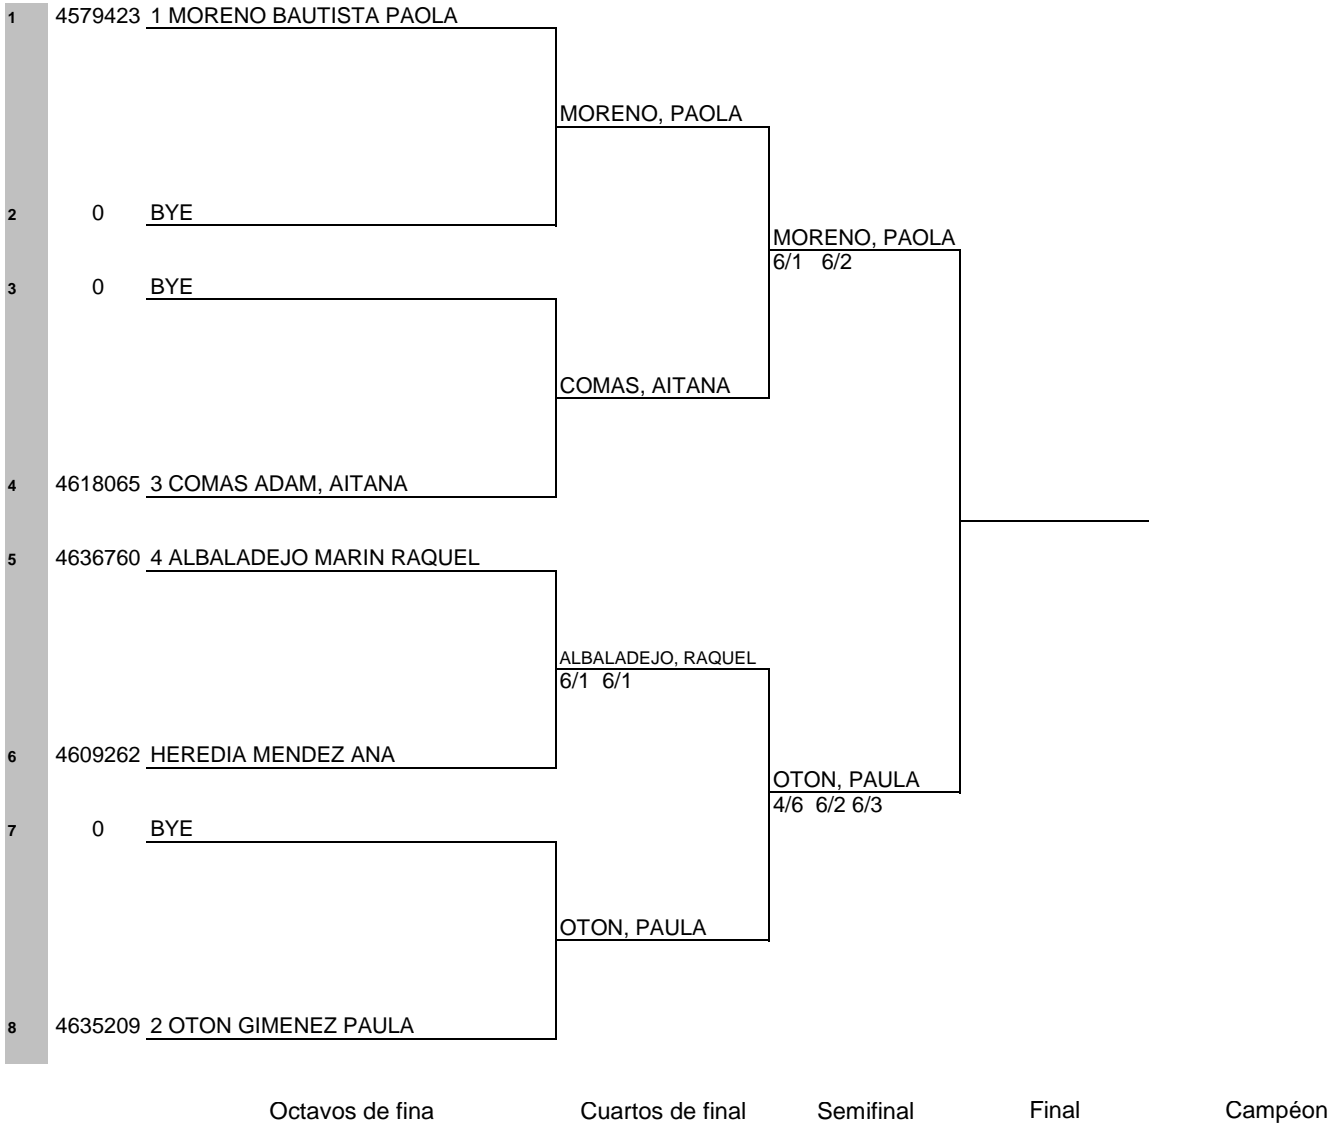 1 4579423 1 MORENO BAUTISTA PAOLA
MORENO, PAOLA
2 0 BYE
MORENO, PAOLA
6/1 6/2
3 0 BYE
COMAS, AITANA
4 4618065 3 COMAS ADAM, AITANA
5 4636760 4 ALBALADEJO MARIN RAQUEL
ALBALADEJO, RAQUEL
6/1 6/1
6 4609262 HEREDIA MENDEZ ANA
OTON, PAULA
4/6 6/2 6/3
7 0 BYE
OTON, PAULA
8 4635209 2 OTON GIMENEZ PAULA
Octavos de fina Cuartos de final Semifinal Final Campéon